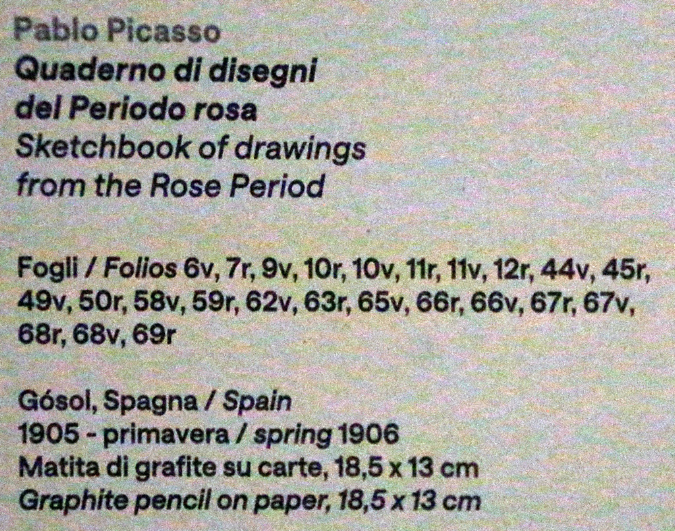 Pablo Picasso
Quaderno di disegni
del Periodo rosa
Sketchbook of drawings
from the Rose Period
Fogli / Folios 6v, 7r, 9v, 10r, 10v, 11r, 11v, 12r, 44v, 45r,
49v, 50r, 58v, 59r, 62v, 63r, 65v, 66r, 66v, 67r, 67v,
68r, 68v, 69r
Gósol, Spagna / Spain
1905 - primavera / spring 1906
Matita di grafite su carte, 18,5 x 13 cm
Graphite pencil on paper, 18,5 x 13 cm